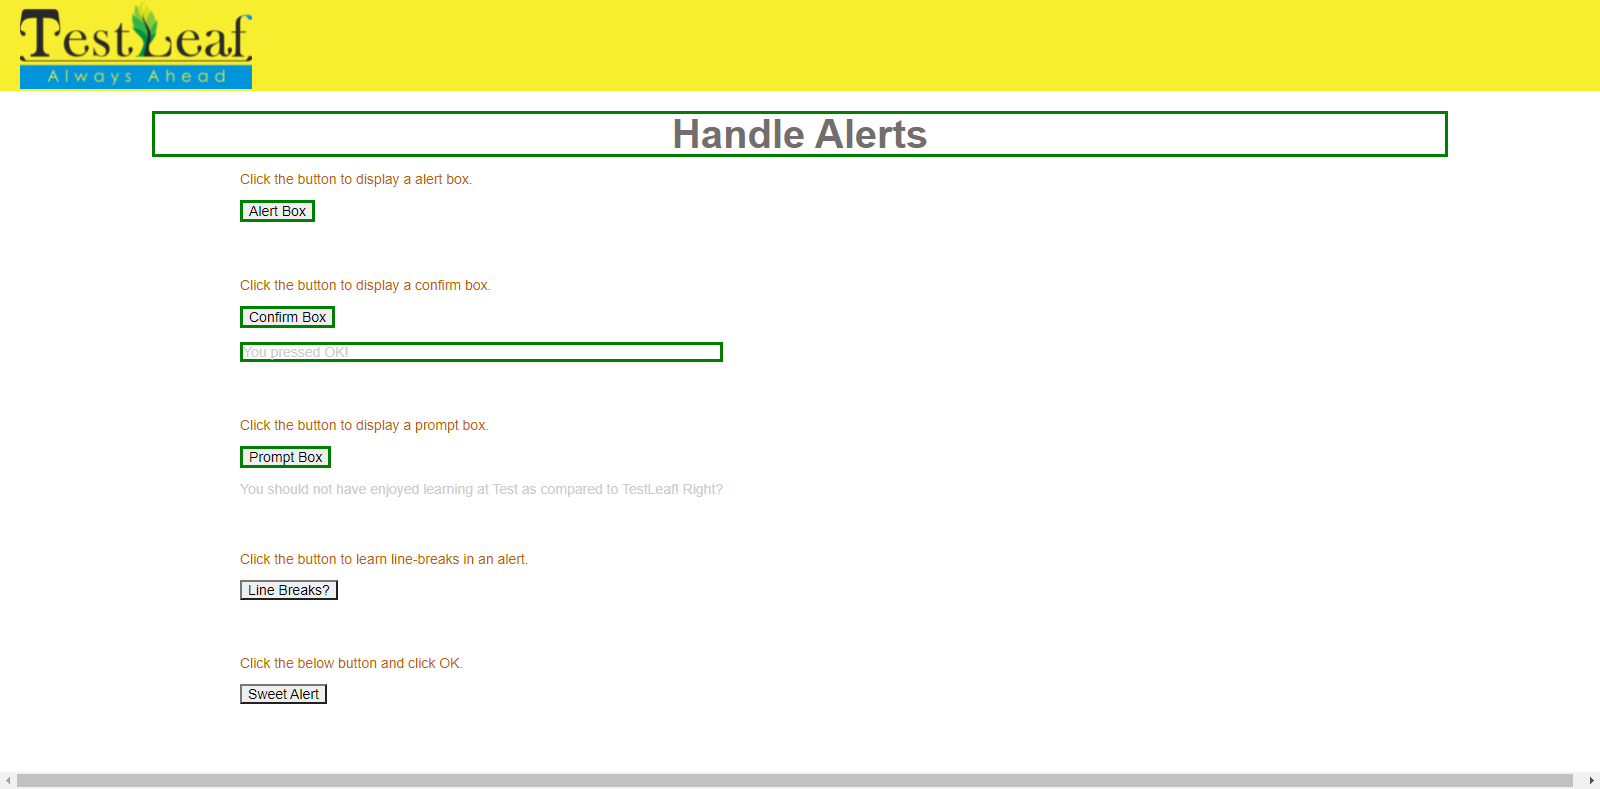 TestLeaf
Always Ahead
Handle Alerts
Click the button to display a alert box.
Alert Box
Click the button to display a confirm box.
Confirm Box
You pressed OK!
Click the button to display a prompt box.
Prompt Box
You should not have enjoyed learning at Test as compared to TestLeaf! Right?
Click the button to learn line-breaks in an alert.
Line Breaks?
Click the below button and click OK.
Sweet Alert